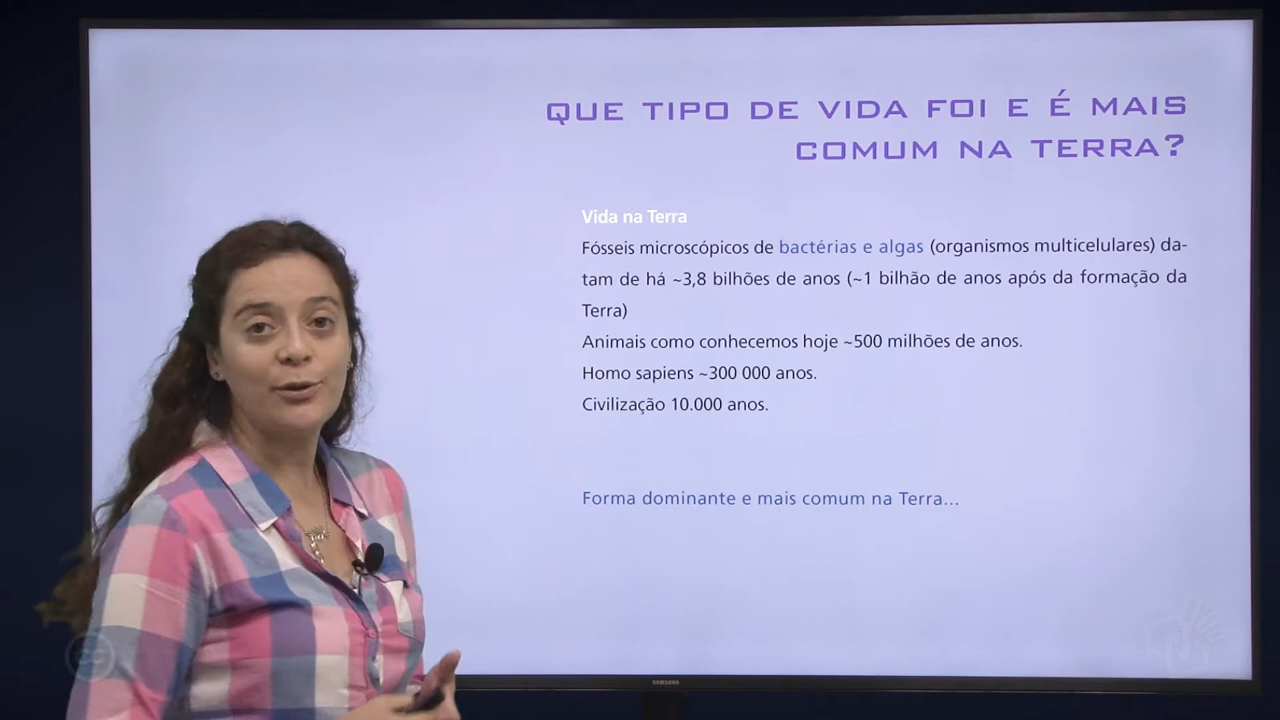 QUE TIPO DE VIDA FOI E É MAIS
COMUM NA TERRA?
Vida na Terra
Fósseis microscópicos de bactérias e algas (organismos multicelulares) da-
tam de há ~3,8 bilhões de anos (~1 bilhão de anos após da formação da
Terra)
Animais como conhecemos hoje ~500 milhões de anos.
Homo sapiens ~300 000 anos.
Civilização 10.000 anos.
Forma dominante e mais comum na Terra...
SAMSUNG